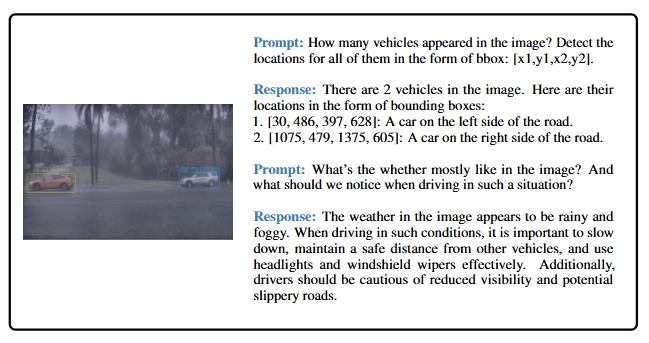 Prompt: How many vehicles appeared in the image? Detect the
locations for all of them in the form of bbox: [x1,y1,x2,y2].
Response: There are 2 vehicles in the image. Here are their
locations in the form of bounding boxes:
1. [30, 486, 397, 628]: A car on the left side of the road.
2. [1075, 479, 1375, 605]: A car on the right side of the road.
Prompt: What's the whether mostly like in the image? And
what should we notice when driving in such a situation?
Response: The weather in the image appears to be rainy and
foggy. When driving in such conditions, it is important to slow
down, maintain a safe distance from other vehicles, and use
headlights and windshield wipers effectively. Additionally,
drivers should be cautious of reduced visibility and potential
slippery roads.